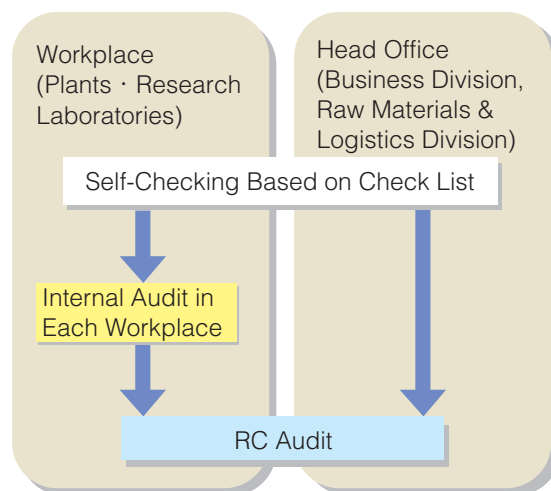 Workplace
(Plants · Research
Laboratories)
Head Office
(Business Division,
Raw Materials &
Logistics Division)
Self-Checking Based on Check List
Internal Audit in
Each Workplace
RC Audit